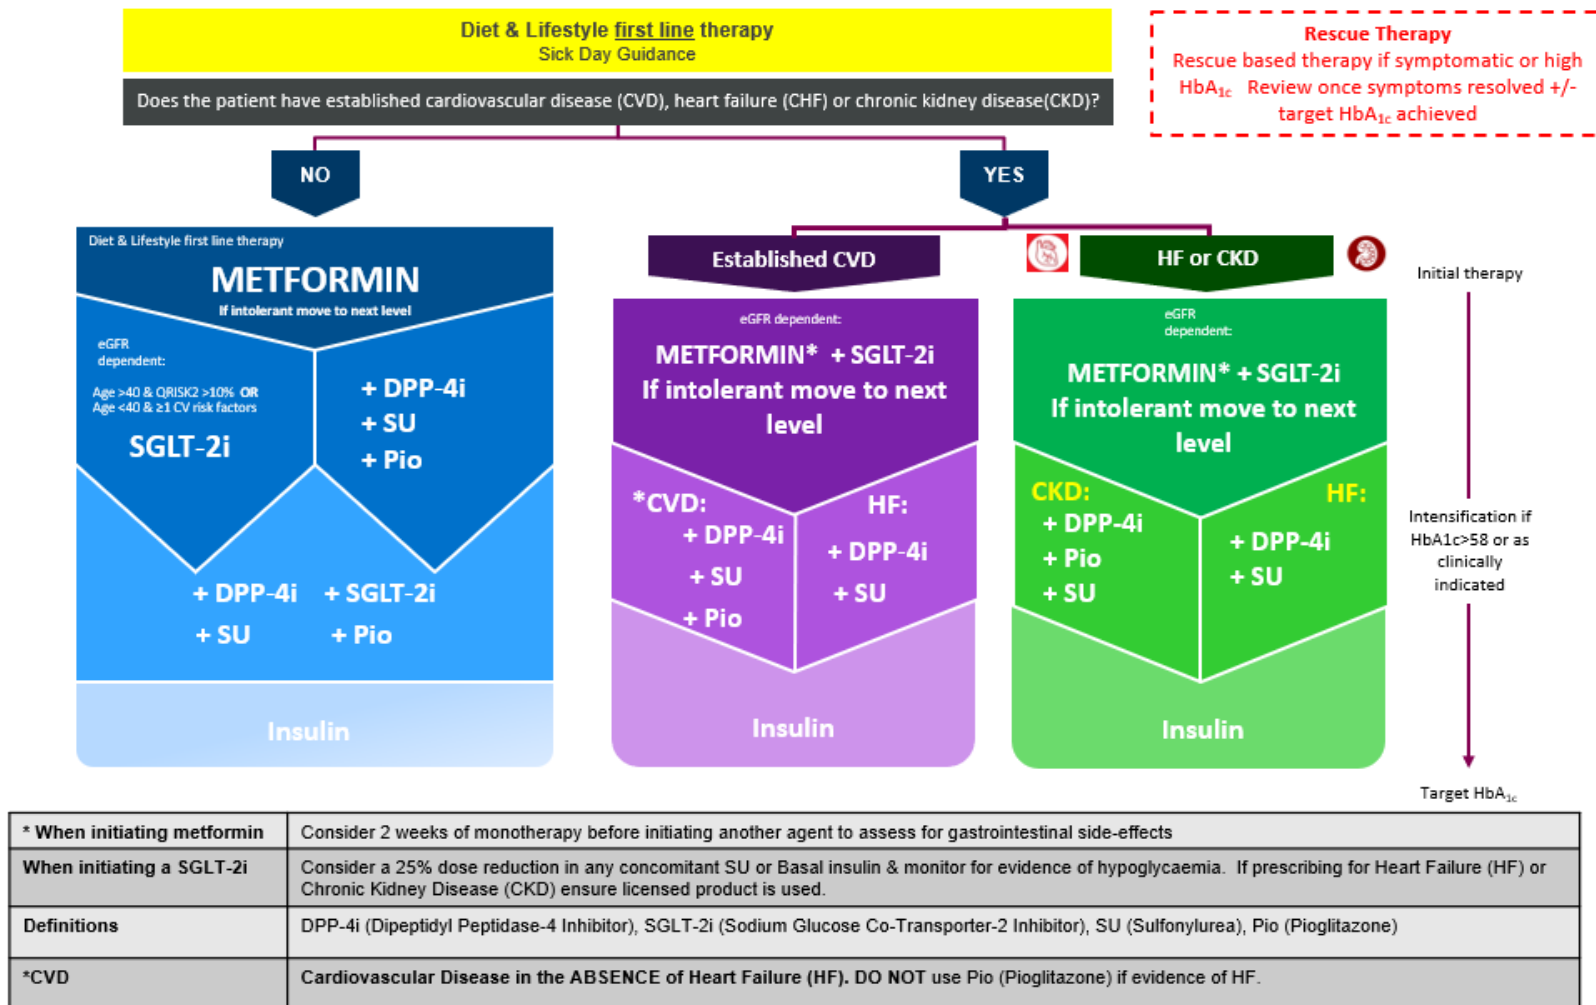 Diet & Lifestyle first line therapy
Sick Day Guidance
Rescue Therapy
Rescue based therapy if symptomatic or high
HbA1c Review once symptoms resolved +/-
target HbA1c achieved
Does the patient have established cardiovascular disease (CVD), heart failure (CHF) or chronic kidney disease(CKD)?
NO
YES
Diet & Lifestyle first line therapy
METFORMIN
If intolerant move to next level
eGFR
dependent:
Age >40 & QRISK2 >10% OR
Age <40 & ≥1 CV risk factors
SGLT-2i
+ DPP-4i
+ SU
+ Pio
+ DPP-4i + SGLT-2i
+ SU + Pio
Insulin
Established CVD
eGFR dependent:
METFORMIN* + SGLT-2i
If intolerant move to next
level
*CVD:
+ DPP-4i
+ SU
+ Pio
HF:
+ DPP-4i
+ SU
Insulin
HF or CKD
eGFR
dependent:
METFORMIN* + SGLT-2i
If intolerant move to next
level
CKD:
+ DPP-4i
+ Pio
+ SU
HF:
+ DPP-4i
+ SU
Insulin
Initial therapy
Intensification if
HbA1c>58 or as
clinically
indicated
Target HbA1c
* When initiating metformin Consider 2 weeks of monotherapy before initiating another agent to assess for gastrointestinal side-effects
When initiating a SGLT-2i Consider a 25% dose reduction in any concomitant SU or Basal insulin & monitor for evidence of hypoglycaemia. If prescribing for Heart Failure (HF) or
Chronic Kidney Disease (CKD) ensure licensed product is used.
Definitions DPP-4i (Dipeptidyl Peptidase-4 Inhibitor), SGLT-2i (Sodium Glucose Co-Transporter-2 Inhibitor), SU (Sulfonylurea), Pio (Pioglitazone)
*CVD Cardiovascular Disease in the ABSENCE of Heart Failure (HF). DO NOT use Pio (Pioglitazone) if evidence of HF.